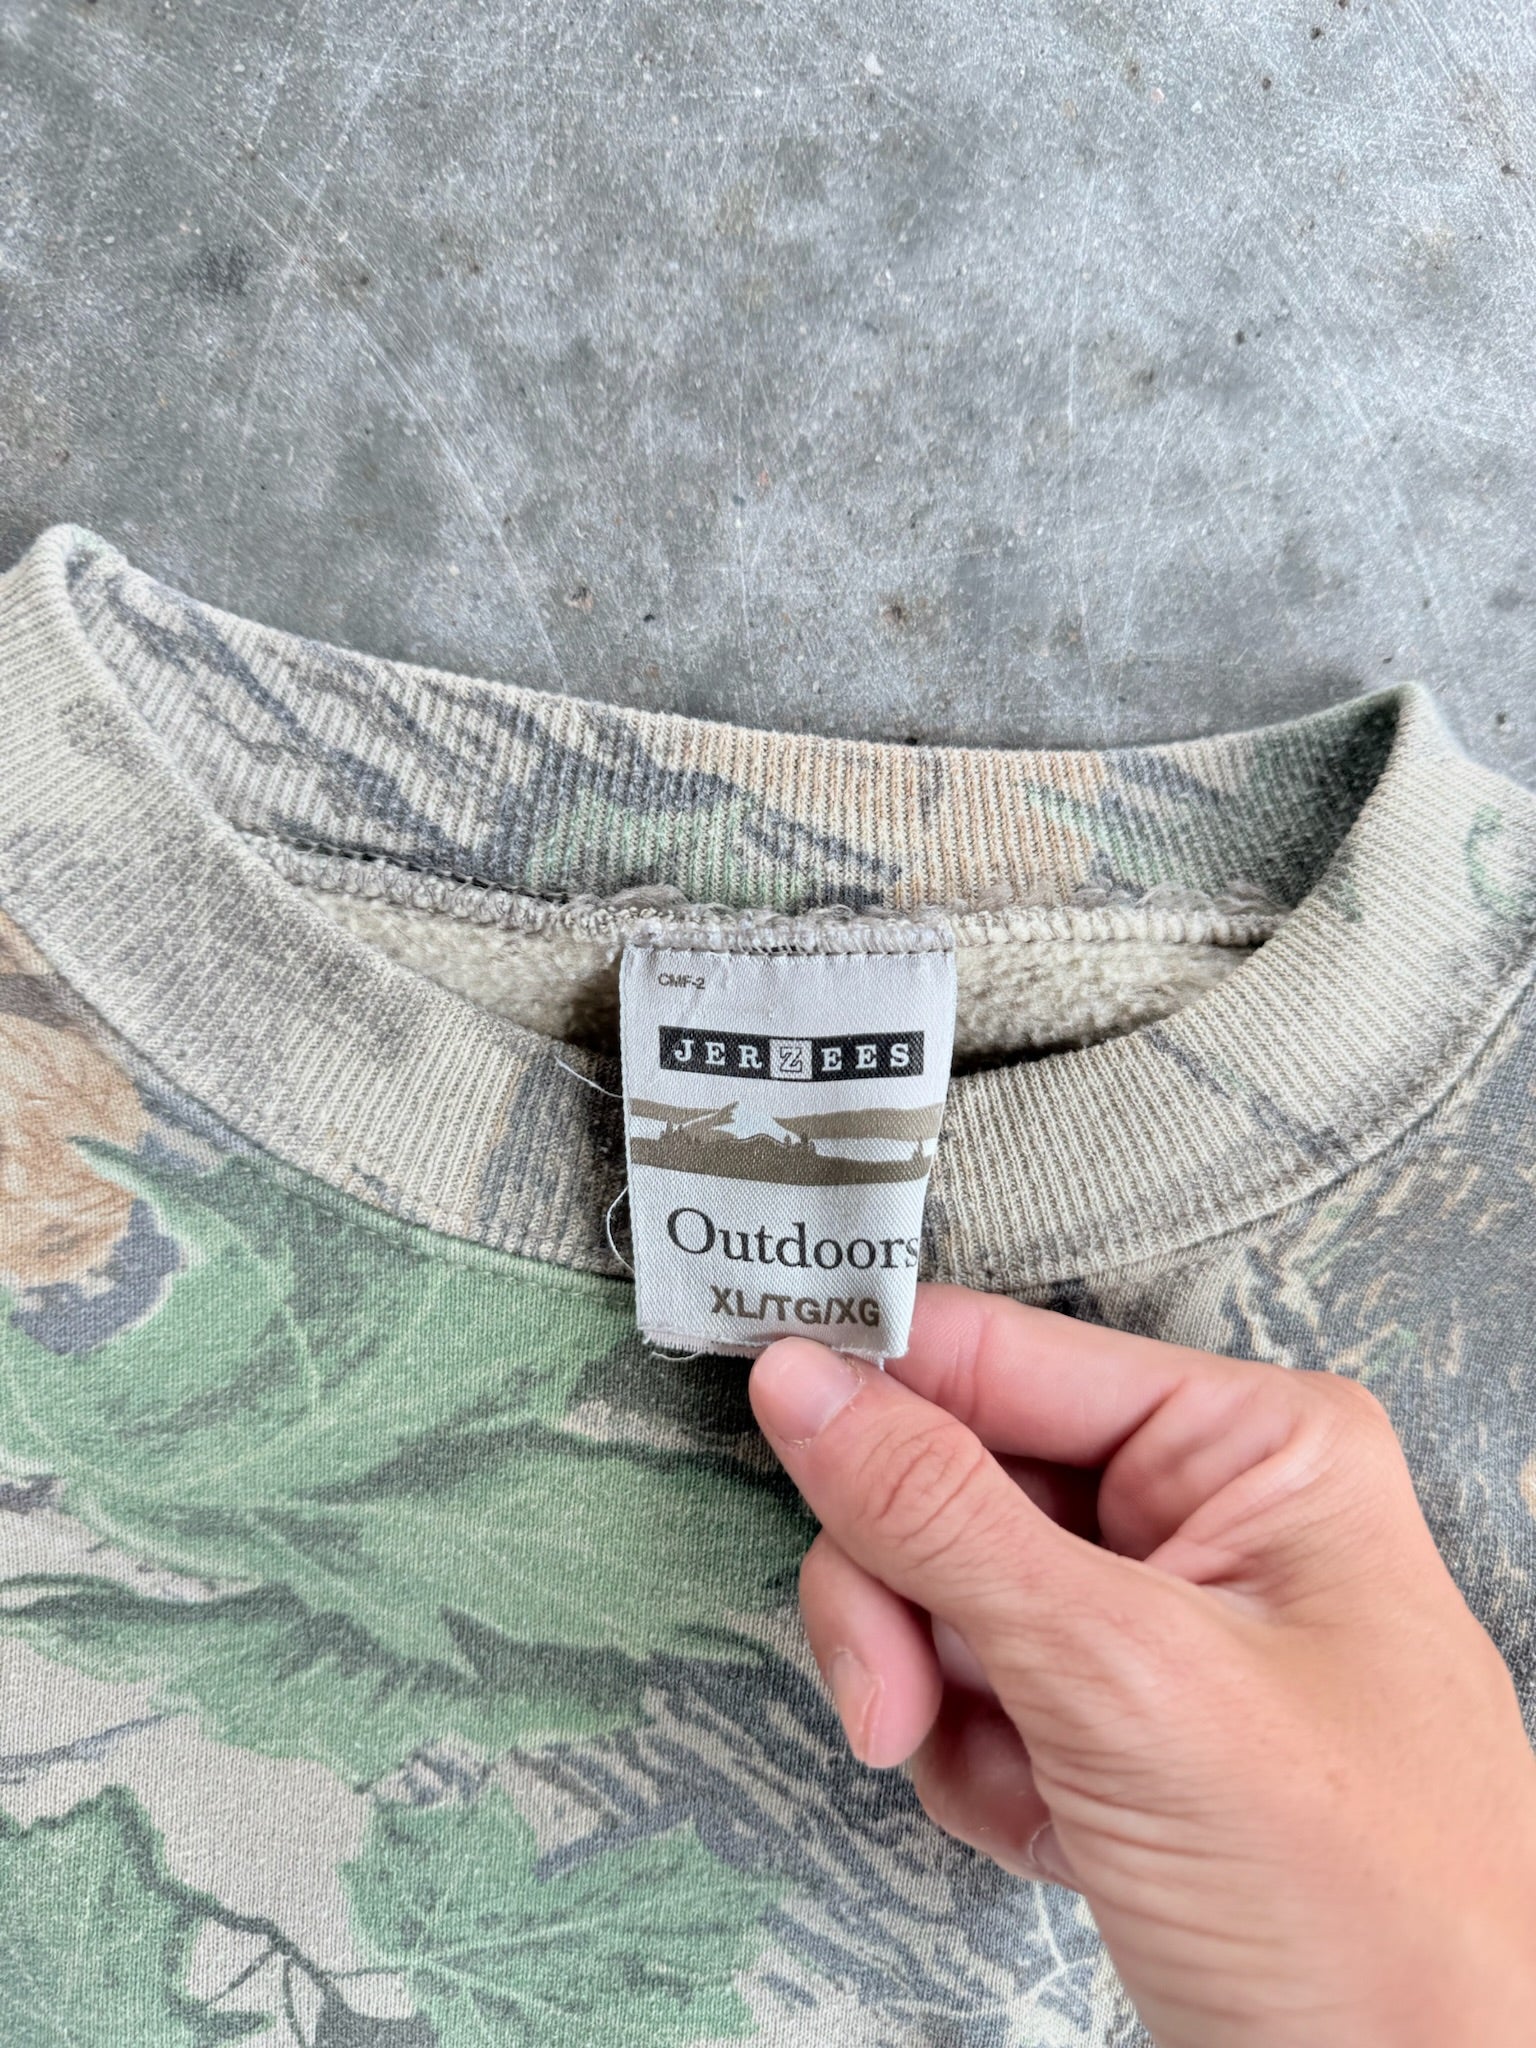 CMF-2
JERZEES
Outdoors
XL/TG/XG